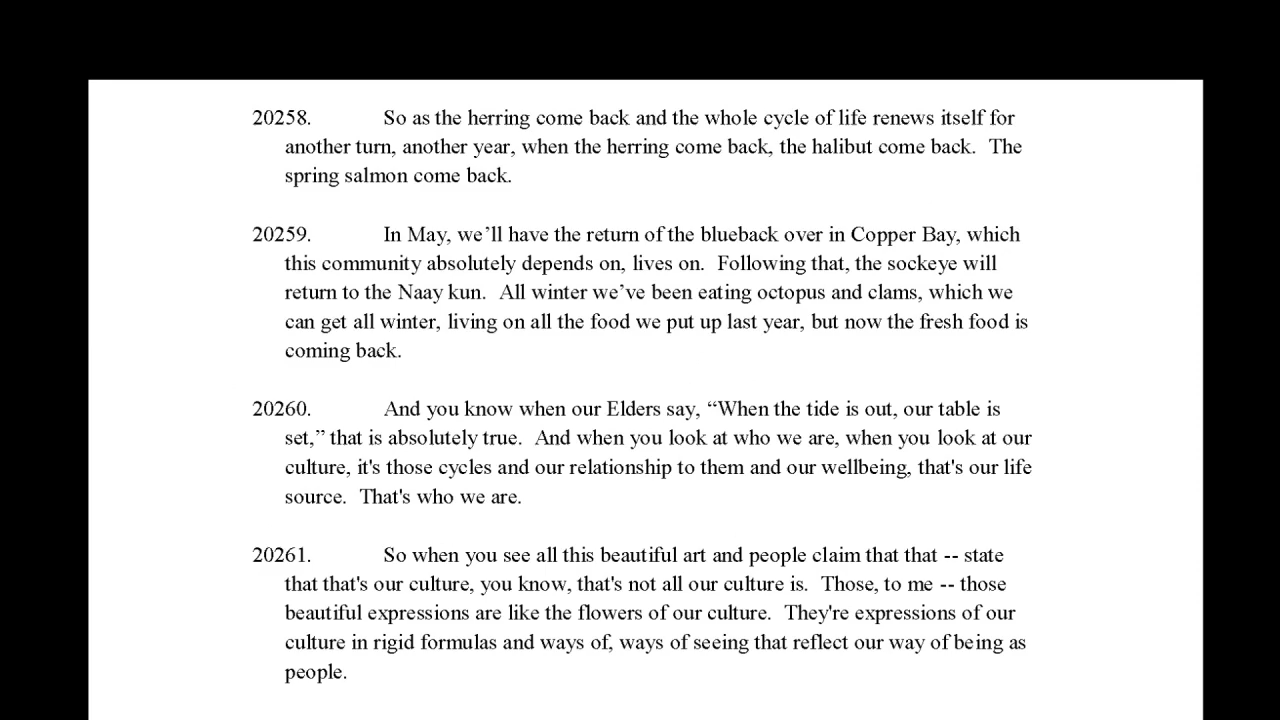 20258. So as the herring come back and the whole cycle of life renews itself for
another turn, another year, when the herring come back, the halibut come back.  The
spring salmon come back.
20259. In May, we’ll have the return of the blueback over in Copper Bay, which
this community absolutely depends on, lives on.  Following that, the sockeye will
return to the Naay kun.  All winter we’ve been eating octopus and clams, which we
can get all winter, living on all the food we put up last year, but now the fresh food is
coming back.
20260. And you know when our Elders say, “When the tide is out, our table is
set,” that is absolutely true.  And when you look at who we are, when you look at our
culture, it's those cycles and our relationship to them and our wellbeing, that's our life
source.  That's who we are.
20261. So when you see all this beautiful art and people claim that that -- state
that that's our culture, you know, that's not all our culture is.  Those, to me -- those
beautiful expressions are like the flowers of our culture.  They're expressions of our
culture in rigid formulas and ways of, ways of seeing that reflect our way of being as
people.